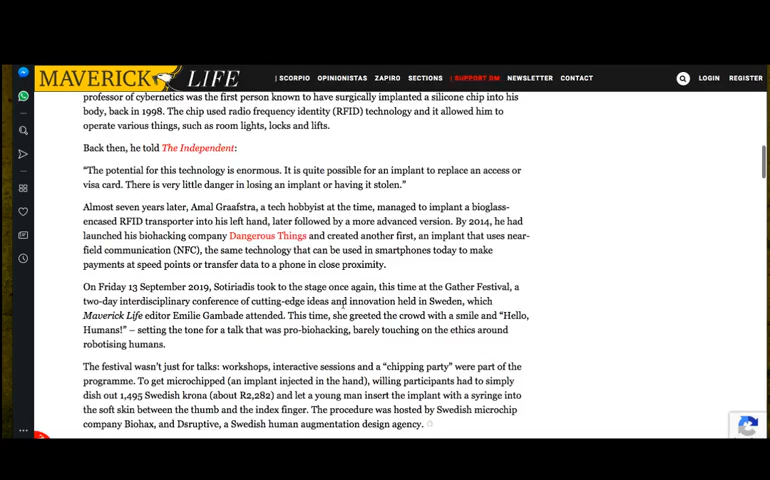 MAVERICK LIFE | SCORPIO OPINIONISTAS ZAPIRO SECTIONS | SUPPORT DM NEWSLETTER CONTACT LOGIN REGISTER
professor of cybernetics was the first person known to have surgically implanted a silicone chip into his
body, back in 1998. The chip used radio frequency identity (RFID) technology and it allowed him to
operate various things, such as room lights, locks and lifts.
Back then, he told The Independent:
“The potential for this technology is enormous. It is quite possible for an implant to replace an access or
visa card. There is very little danger in losing an implant or having it stolen.”
Almost seven years later, Amal Graafstra, a tech hobbyist at the time, managed to implant a bioglass-
encased RFID transporter into his left hand, later followed by a more advanced version. By 2014, he had
launched his biohacking company Dangerous Things and created another first, an implant that uses near-
field communication (NFC), the same technology that can be used in smartphones today to make
payments at speed points or transfer data to a phone in close proximity.
On Friday 13 September 2019, Sotiriadis took to the stage once again, this time at the Gather Festival, a
two-day interdisciplinary conference of cutting-edge ideas and innovation held in Sweden, which
Maverick Life editor Emilie Gambade attended. This time, she greeted the crowd with a smile and “Hello,
Humans!” – setting the tone for a talk that was pro-biohacking, barely touching on the ethics around
robotising humans.
The festival wasn’t just for talks: workshops, interactive sessions and a “chipping party” were part of the
programme. To get microchipped (an implant injected in the hand), willing participants had to simply
dish out 1,495 Swedish krona (about R2,282) and let a young man insert the implant with a syringe into
the soft skin between the thumb and the index finger. The procedure was hosted by Swedish microchip
company Biohax, and Dsruptive, a Swedish human augmentation design agency.